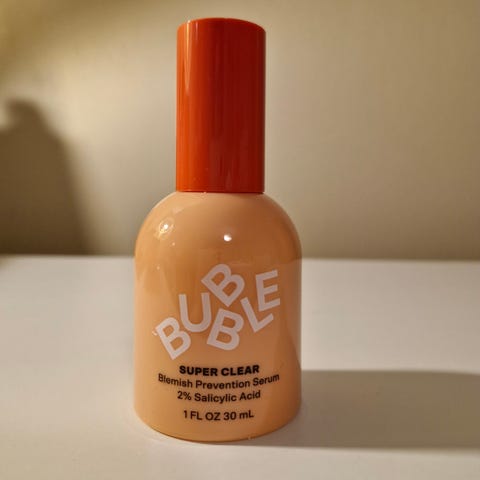 BUBBLE
SUPER CLEAR
Blemish Prevention Serum
2% Salicylic Acid
1 FL OZ 30 mL